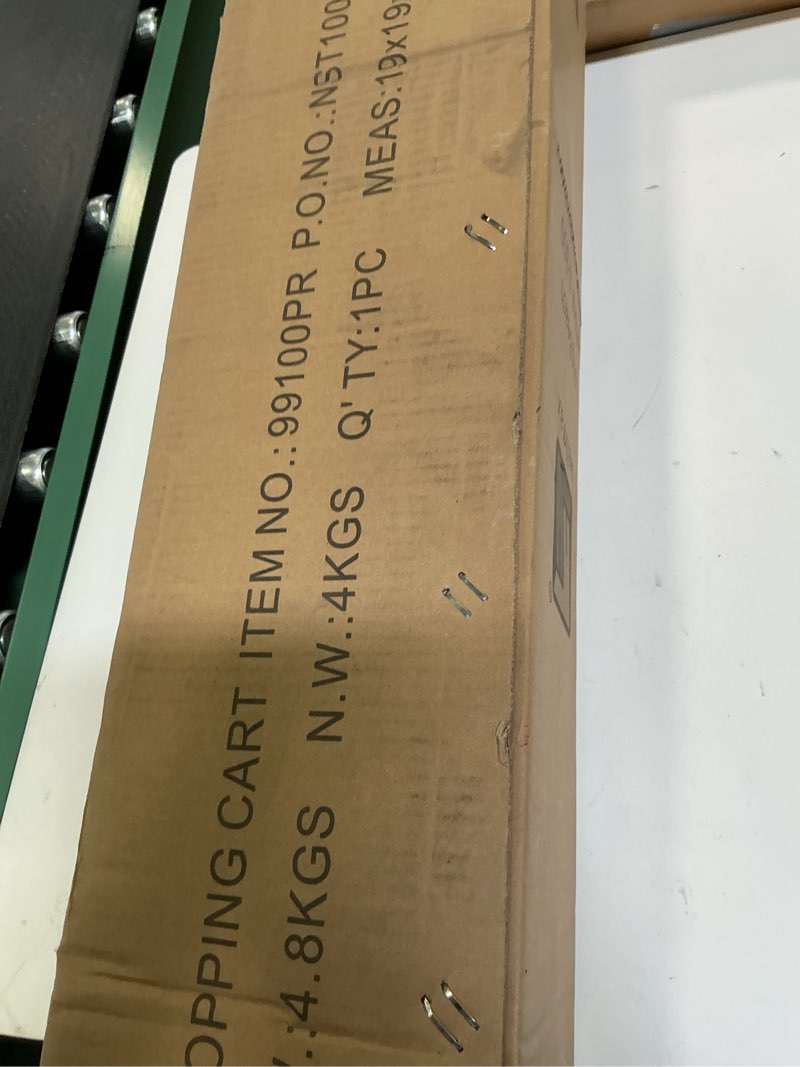 OPPING CART ITEM NO.:99100PR P.O.NO.:NST100
.:4.8KGS N.W.:4KGS Q'TY:1PC MEAS:19x19